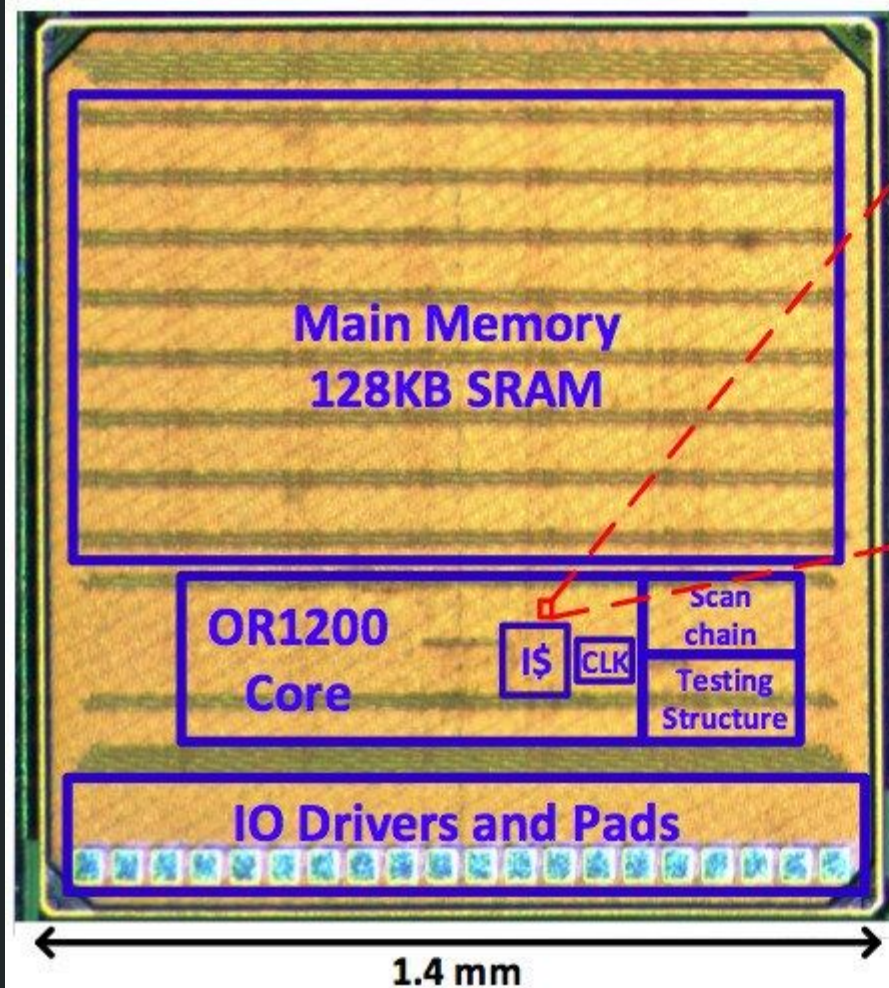 Main Memory
128KB SRAM
OR1200
Core
I$
CLK
Scan
chain
Testing
Structure
IO Drivers and Pads
1.4 mm